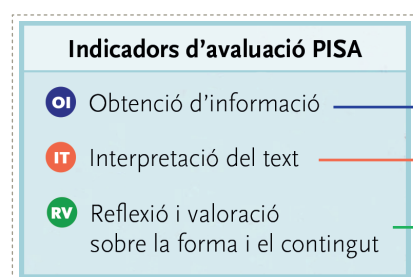 Indicadors d’avaluació PISA
OI Obtenció d’informació
IT Interpretació del text
RV Reflexió i valoració
sobre la forma i el contingut